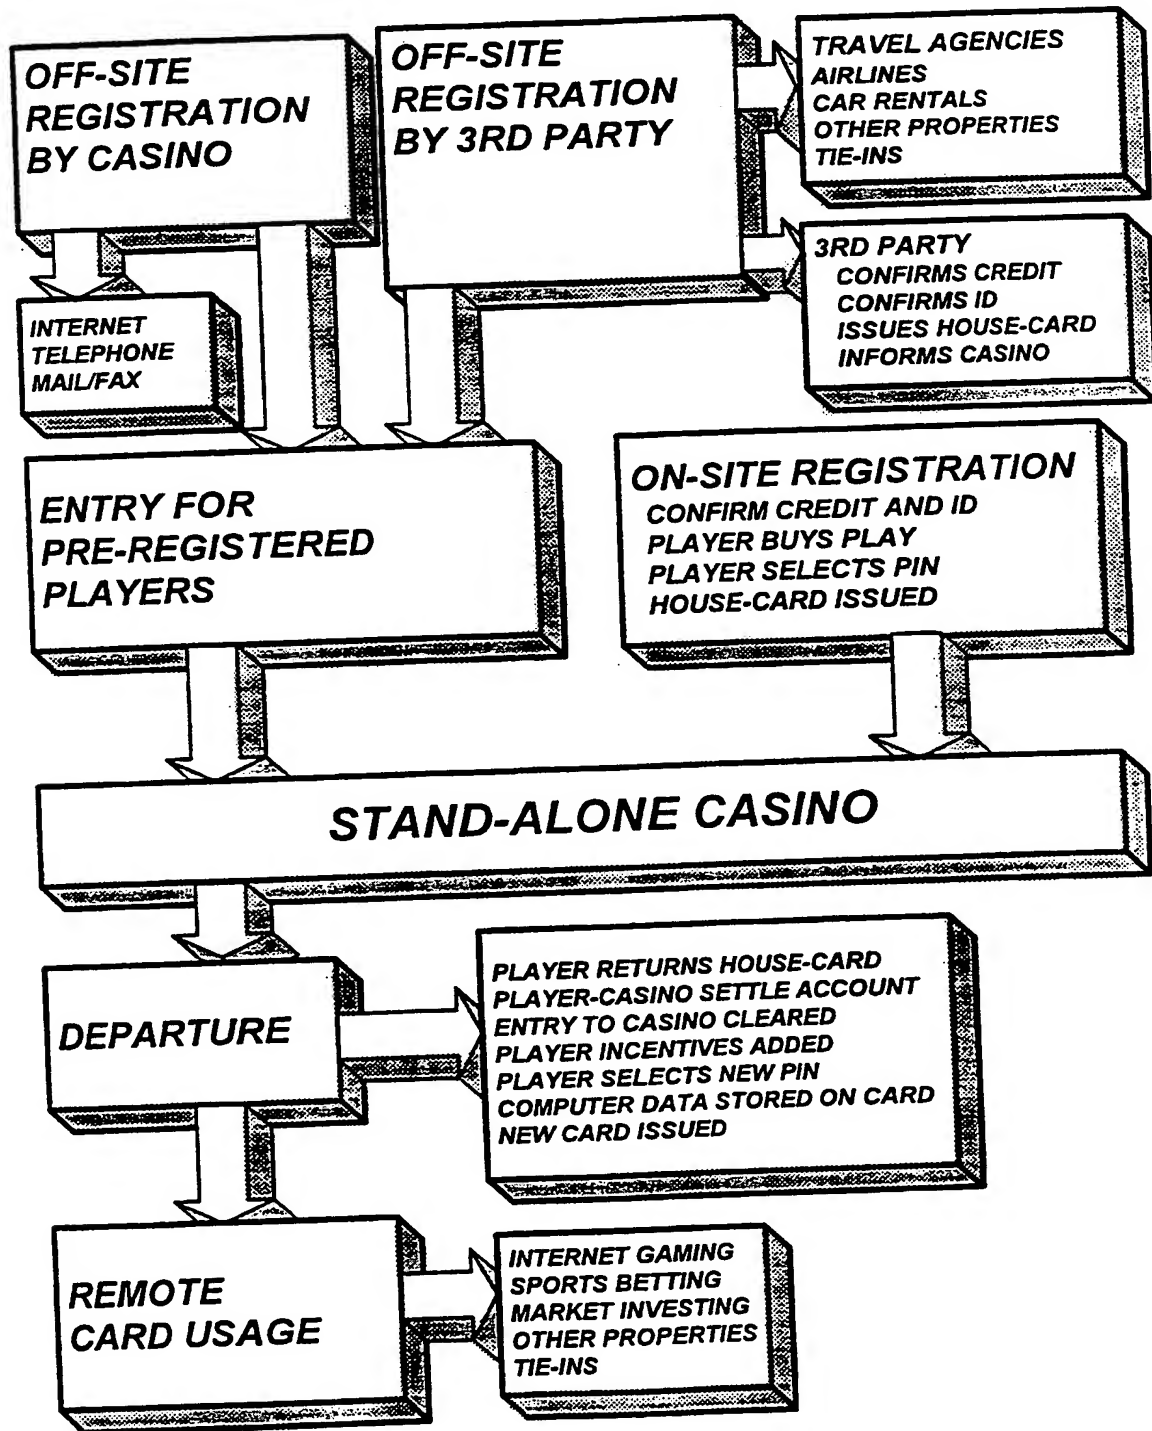 OFF-SITE
REGISTRATION
BY CASINO
OFF-SITE
REGISTRATION
BY 3RD PARTY
TRAVEL AGENCIES
AIRLINES
CAR RENTALS
OTHER PROPERTIES
TIE-INS
3RD PARTY
CONFIRMS CREDIT
CONFIRMS ID
ISSUES HOUSE-CARD
INFORMS CASINO
INTERNET
TELEPHONE
MAIL/FAX
ENTRY FOR
PRE-REGISTERED
PLAYERS
ON-SITE REGISTRATION
CONFIRM CREDIT AND ID
PLAYER BUYS PLAY
PLAYER SELECTS PIN
HOUSE-CARD ISSUED
STAND-ALONE CASINO
DEPARTURE
PLAYER RETURNS HOUSE-CARD
PLAYER-CASINO SETTLE ACCOUNT
ENTRY TO CASINO CLEARED
PLAYER INCENTIVES ADDED
PLAYER SELECTS NEW PIN
COMPUTER DATA STORED ON CARD
NEW CARD ISSUED
REMOTE
CARD USAGE
INTERNET GAMING
SPORTS BETTING
MARKET INVESTING
OTHER PROPERTIES
TIE-INS